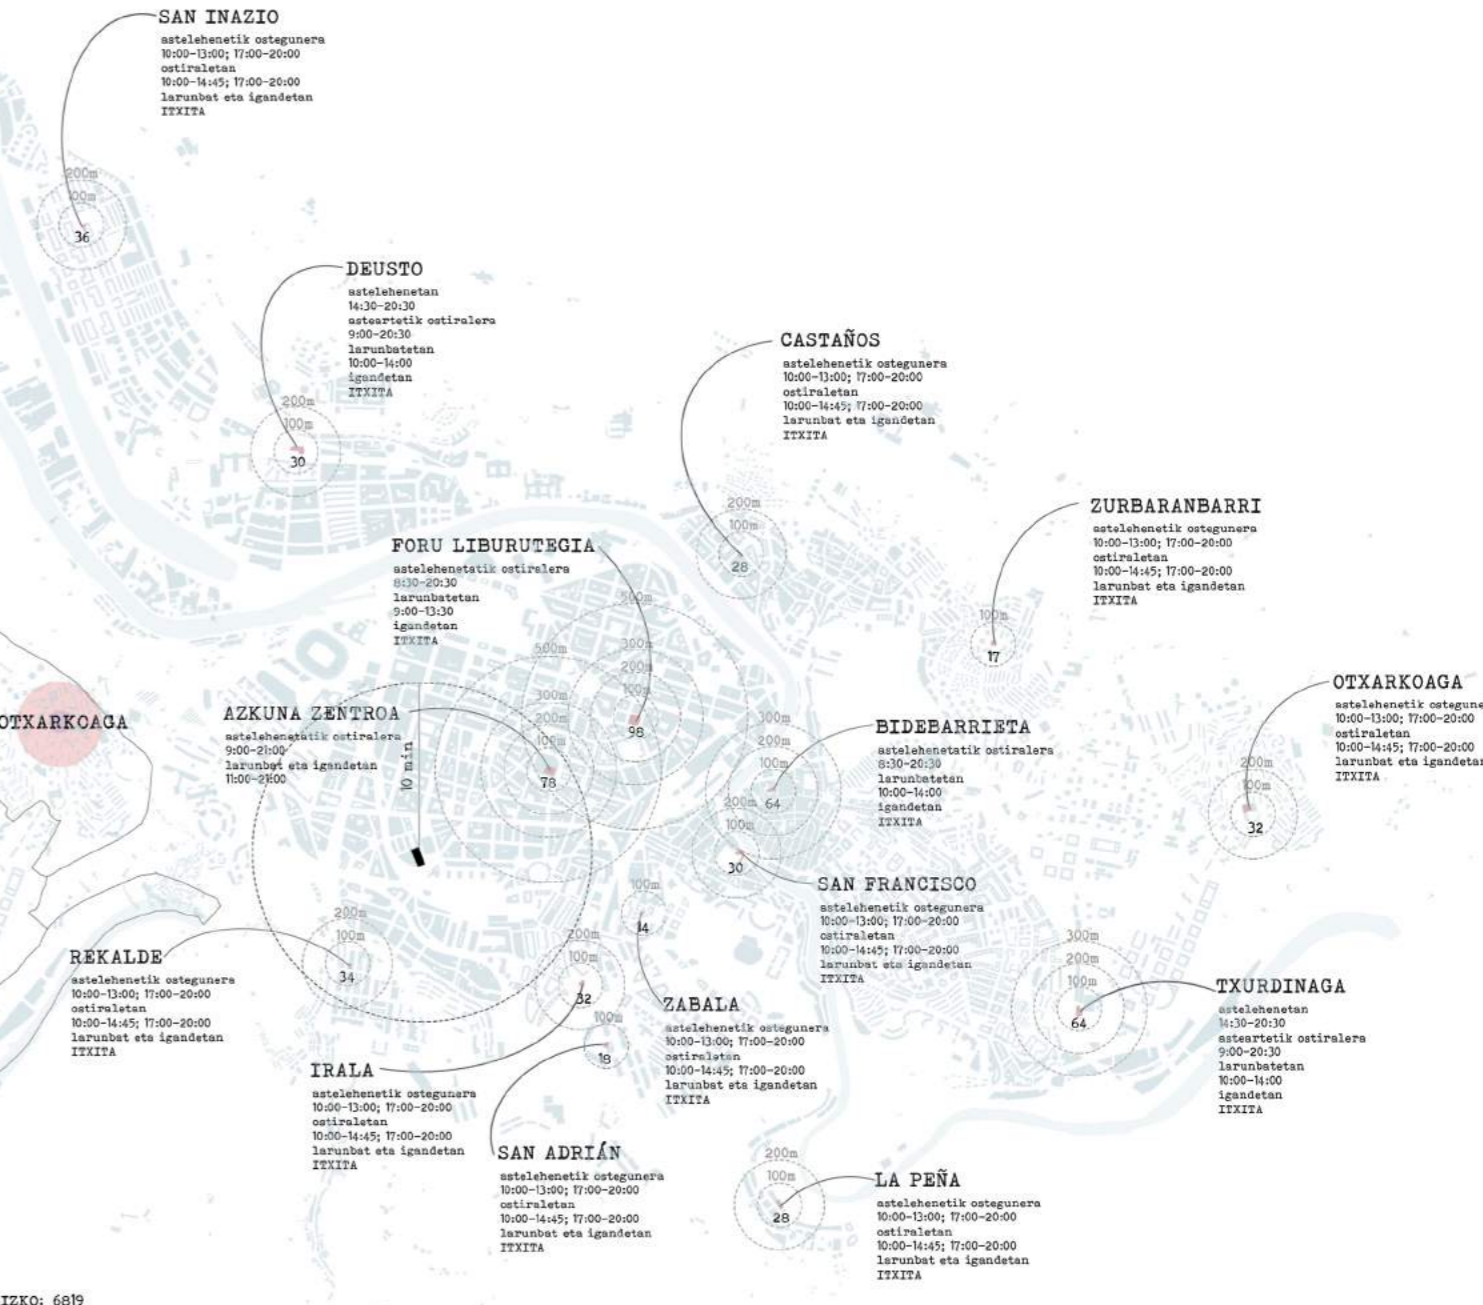 SAN INAZIO
astelehenetik ostegunera
10:00-13:00; 17:00-20:00
ostiraletan
10:00-14:45; 17:00-20:00
larunbat eta igandetan
ITXITA
200m
100m
36
DEUSTO
astelehenetan
14:30-20:30
asteartetik ostiralera
9:00-20:30
larunbatetan
10:00-14:00
igandetan
ITXITA
200m
100m
30
CASTAÑOS
astelehenetik ostegunera
10:00-13:00; 17:00-20:00
ostiraletan
10:00-14:45; 17:00-20:00
larunbat eta igandetan
ITXITA
200m
100m
28
ZURBARANBARRI
astelehenetik ostegunera
10:00-13:00; 17:00-20:00
ostiraletan
10:00-14:45; 17:00-20:00
larunbat eta igandetan
ITXITA
100m
17
FORU LIBURUTEGIA
astelehenetatik ostiralera
8:30-20:30
larunbatetan
9:00-13:30
igandetan
ITXITA
500m
300m
200m
100m
98
OTXARKOAGA
AZKUNA ZENTROA
astelehenetatik ostiralera
9:00-21:00
larunbat eta igandetan
11:00-21:00
500m
300m
200m
100m
78
10 min
BIDEBARRIETA
astelehenetatik ostiralera
8:30-20:30
larunbatetan
10:00-14:00
igandetan
ITXITA
300m
200m
100m
64
OTXARKOAGA
astelehenetik ostegune
10:00-13:00; 17:00-20:00
ostiraletan
10:00-14:45; 17:00-20:00
larunbat eta igandetan
ITXITA
200m
100m
32
200m
100m
30
SAN FRANCISCO
astelehenetik ostegunera
10:00-13:00; 17:00-20:00
ostiraletan
10:00-14:45; 17:00-20:00
larunbat eta igandetan
ITXITA
REKALDE
astelehenetik ostegunera
10:00-13:00; 17:00-20:00
ostiraletan
10:00-14:45; 17:00-20:00
larunbat eta igandetan
ITXITA
200m
100m
34
100m
14
ZABALA
astelehenetik ostegunera
10:00-13:00; 17:00-20:00
ostiraletan
10:00-14:45; 17:00-20:00
larunbat eta igandetan
ITXITA
200m
100m
32
IRALA
astelehenetik ostegunera
10:00-13:00; 17:00-20:00
ostiraletan
10:00-14:45; 17:00-20:00
larunbat eta igandetan
ITXITA
100m
18
SAN ADRIÁN
astelehenetik ostegunera
10:00-13:00; 17:00-20:00
ostiraletan
10:00-14:45; 17:00-20:00
larunbat eta igandetan
ITXITA
300m
200m
100m
64
TXURDINAGA
astelehenetan
14:30-20:30
asteartetik ostiralera
9:00-20:30
larunbatetan
10:00-14:00
igandetan
ITXITA
200m
100m
28
LA PEÑA
astelehenetik ostegunera
10:00-13:00; 17:00-20:00
ostiraletan
10:00-14:45; 17:00-20:00
larunbat eta igandetan
ITXITA
IZKO: 6819